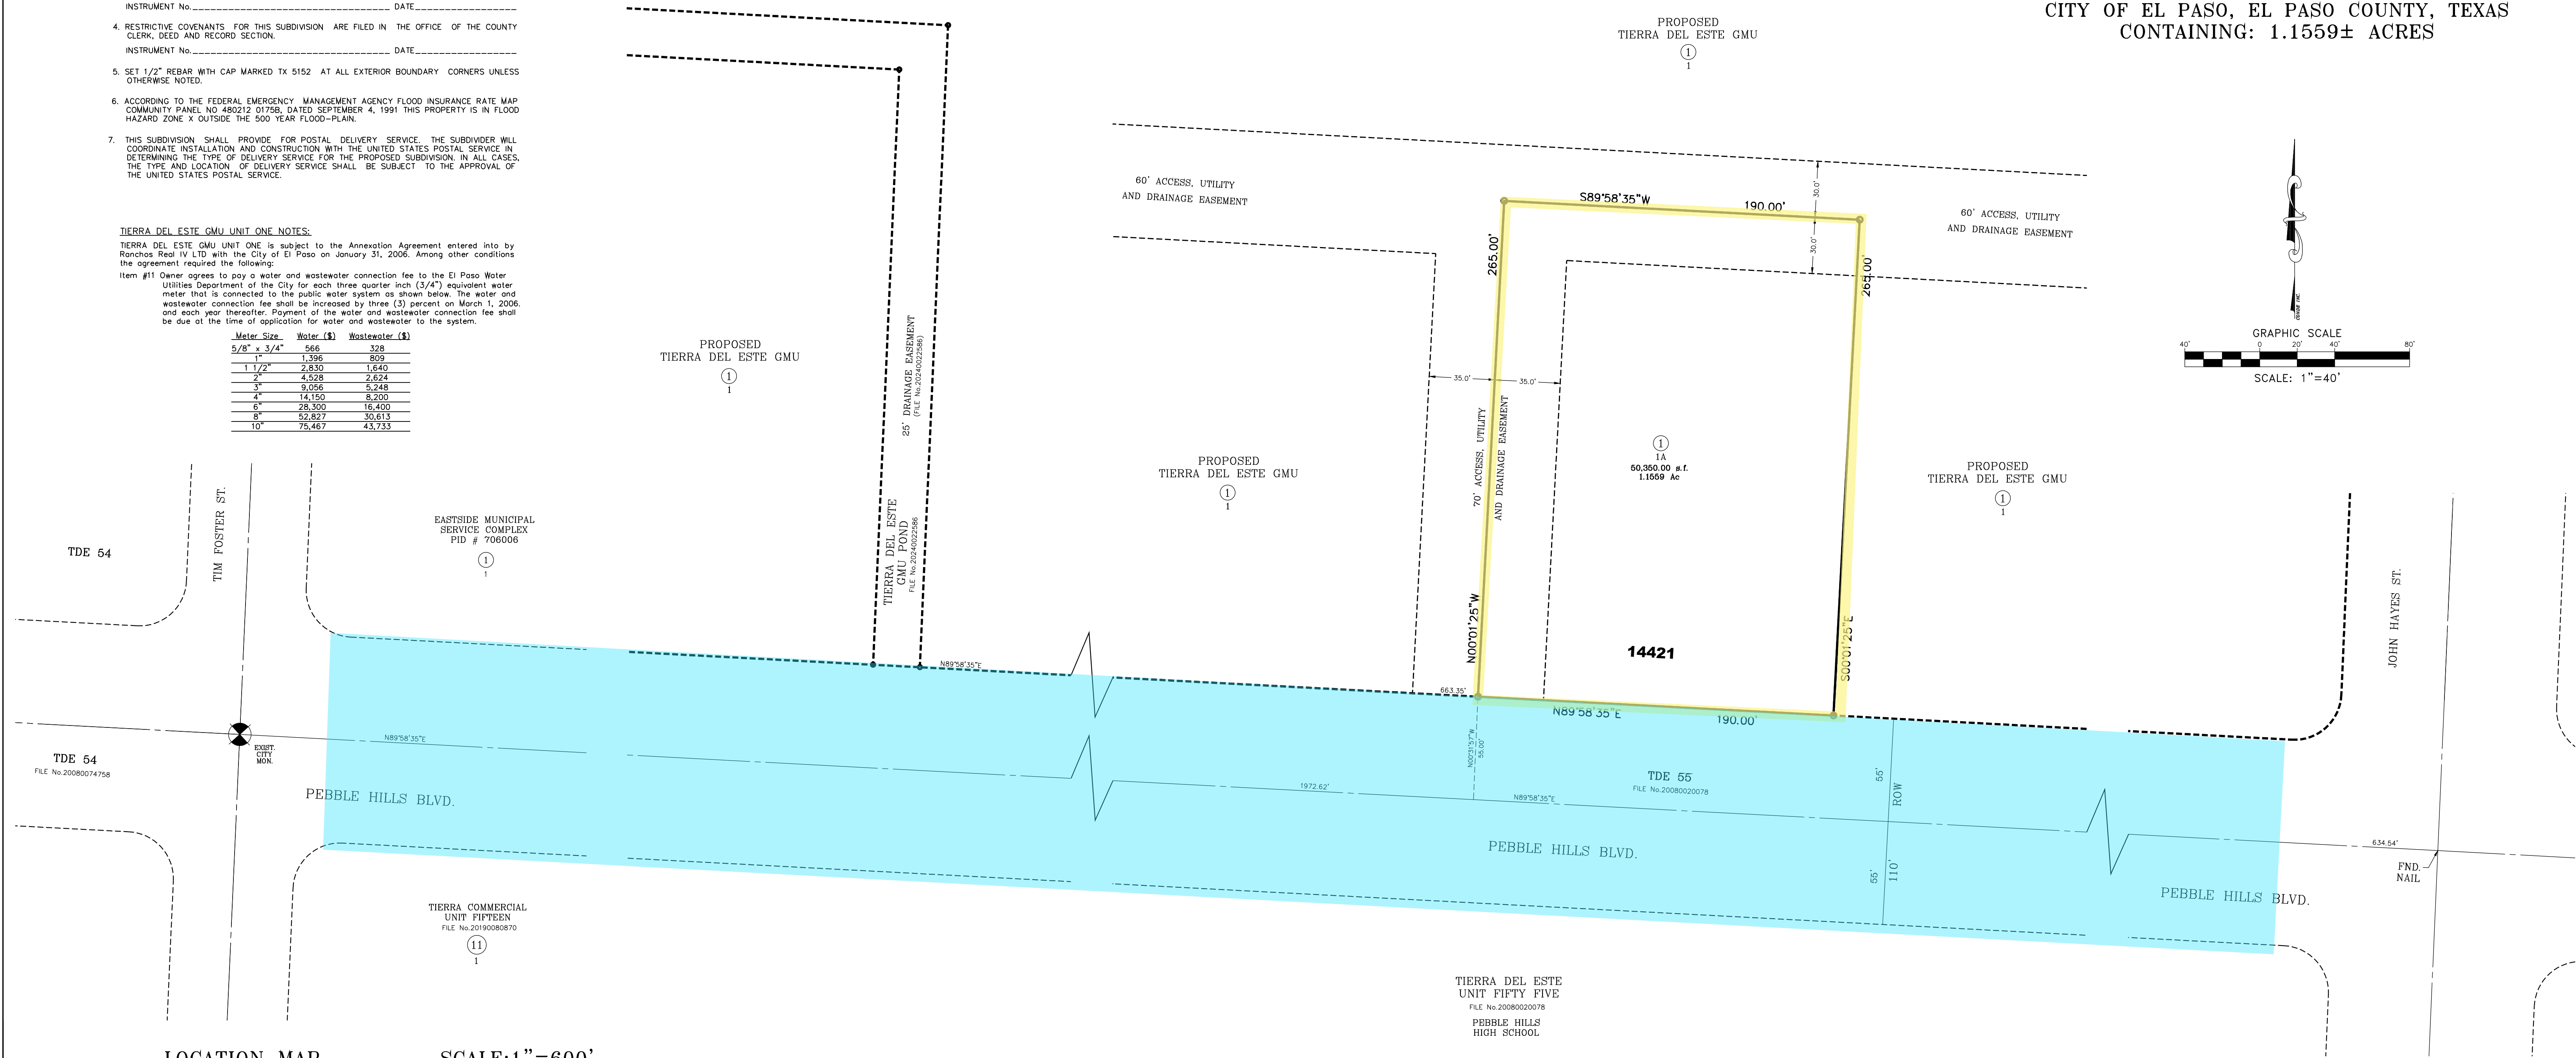 INSTRUMENT No.__________________________________ DATE__________________
4. RESTRICTIVE COVENANTS FOR THIS SUBDIVISION ARE FILED IN THE OFFICE OF THE COUNTY
CLERK, DEED AND RECORD SECTION.
INSTRUMENT No.__________________________________ DATE__________________
5. SET 1/2" REBAR WITH CAP MARKED TX 5152 AT ALL EXTERIOR BOUNDARY CORNERS UNLESS
OTHERWISE NOTED.
6. ACCORDING TO THE FEDERAL EMERGENCY MANAGEMENT AGENCY FLOOD INSURANCE RATE MAP
COMMUNITY PANEL NO 480212 0175B, DATED SEPTEMBER 4, 1991 THIS PROPERTY IS IN FLOOD
HAZARD ZONE X OUTSIDE THE 500 YEAR FLOOD-PLAIN.
7. THIS SUBDIVISION SHALL PROVIDE FOR POSTAL DELIVERY SERVICE. THE SUBDIVIDER WILL
COORDINATE INSTALLATION AND CONSTRUCTION WITH THE UNITED STATES POSTAL SERVICE IN
DETERMINING THE TYPE OF DELIVERY SERVICE FOR THE PROPOSED SUBDIVISION. IN ALL CASES,
THE TYPE AND LOCATION OF DELIVERY SERVICE SHALL BE SUBJECT TO THE APPROVAL OF
THE UNITED STATES POSTAL SERVICE.
TIERRA DEL ESTE GMU UNIT ONE NOTES:
TIERRA DEL ESTE GMU UNIT ONE is subject to the Annexation Agreement entered into by
Ranchos Real IV LTD with the City of El Paso on January 31, 2006. Among other conditions
the agreement required the following:
Item #11 Owner agrees to pay a water and wastewater connection fee to the El Paso Water
Utilities Department of the City for each three quarter inch (3/4") equivalent water
meter that is connected to the public water system as shown below. The water and
wastewater connection fee shall be increased by three (3) percent on March 1, 2006.
and each year thereafter. Payment of the water and wastewater connection fee shall
be due at the time of application for water and wastewater to the system.
Meter Size Water ($) Wastewater ($)
5/8" x 3/4" 566 328
1" 1,396 809
1 1/2" 2,830 1,640
2" 4,528 2,624
3" 9,056 5,248
4" 14,150 8,200
6" 28,300 16,400
8" 52,827 30,613
10" 75,467 43,733
CITY OF EL PASO, EL PASO COUNTY, TEXAS
CONTAINING: 1.1559± ACRES
PROPOSED
TIERRA DEL ESTE GMU
1
1
60' ACCESS, UTILITY
AND DRAINAGE EASEMENT
S89°58'35"W
190.00'
30.0'
30.0'
60' ACCESS, UTILITY
AND DRAINAGE EASEMENT
265.00'
265.00'
GRAPHIC SCALE
40' 0 20' 40' 80'
SCALE: 1"=40'
PROPOSED
TIERRA DEL ESTE GMU
1
1
25' DRAINAGE EASEMENT
(FILE No.20240022586)
TIERRA DEL ESTE
GMU POND
FILE No.20240022586
35.0'
35.0'
70' ACCESS, UTILITY
AND DRAINAGE EASEMENT
1
1A
50,350.00 s.f.
1.1559 Ac
PROPOSED
TIERRA DEL ESTE GMU
1
1
PROPOSED
TIERRA DEL ESTE GMU
1
1
TDE 54
TIM FOSTER ST.
EASTSIDE MUNICIPAL
SERVICE COMPLEX
PID # 706006
1
1
JOHN HAYES ST.
N00°01'25"W
S00°01'25"E
14421
N89°58'35"E
663.35'
N89°58'35"E
190.00'
N00°31'57"W
55.00'
EXIST.
CITY
MON.
N89°58'35"E
TDE 54
FILE No.20080074758
PEBBLE HILLS BLVD.
1972.62'
N89°58'35"E
TDE 55
FILE No.20080020078
55'
ROW
55'
110'
PEBBLE HILLS BLVD.
634.54'
FND.
NAIL
PEBBLE HILLS BLVD.
TIERRA COMMERCIAL
UNIT FIFTEEN
FILE No.20190080870
11
1
TIERRA DEL ESTE
UNIT FIFTY FIVE
FILE No.20080020078
PEBBLE HILLS
HIGH SCHOOL
LOCATION MAP SCALE:1"=600'